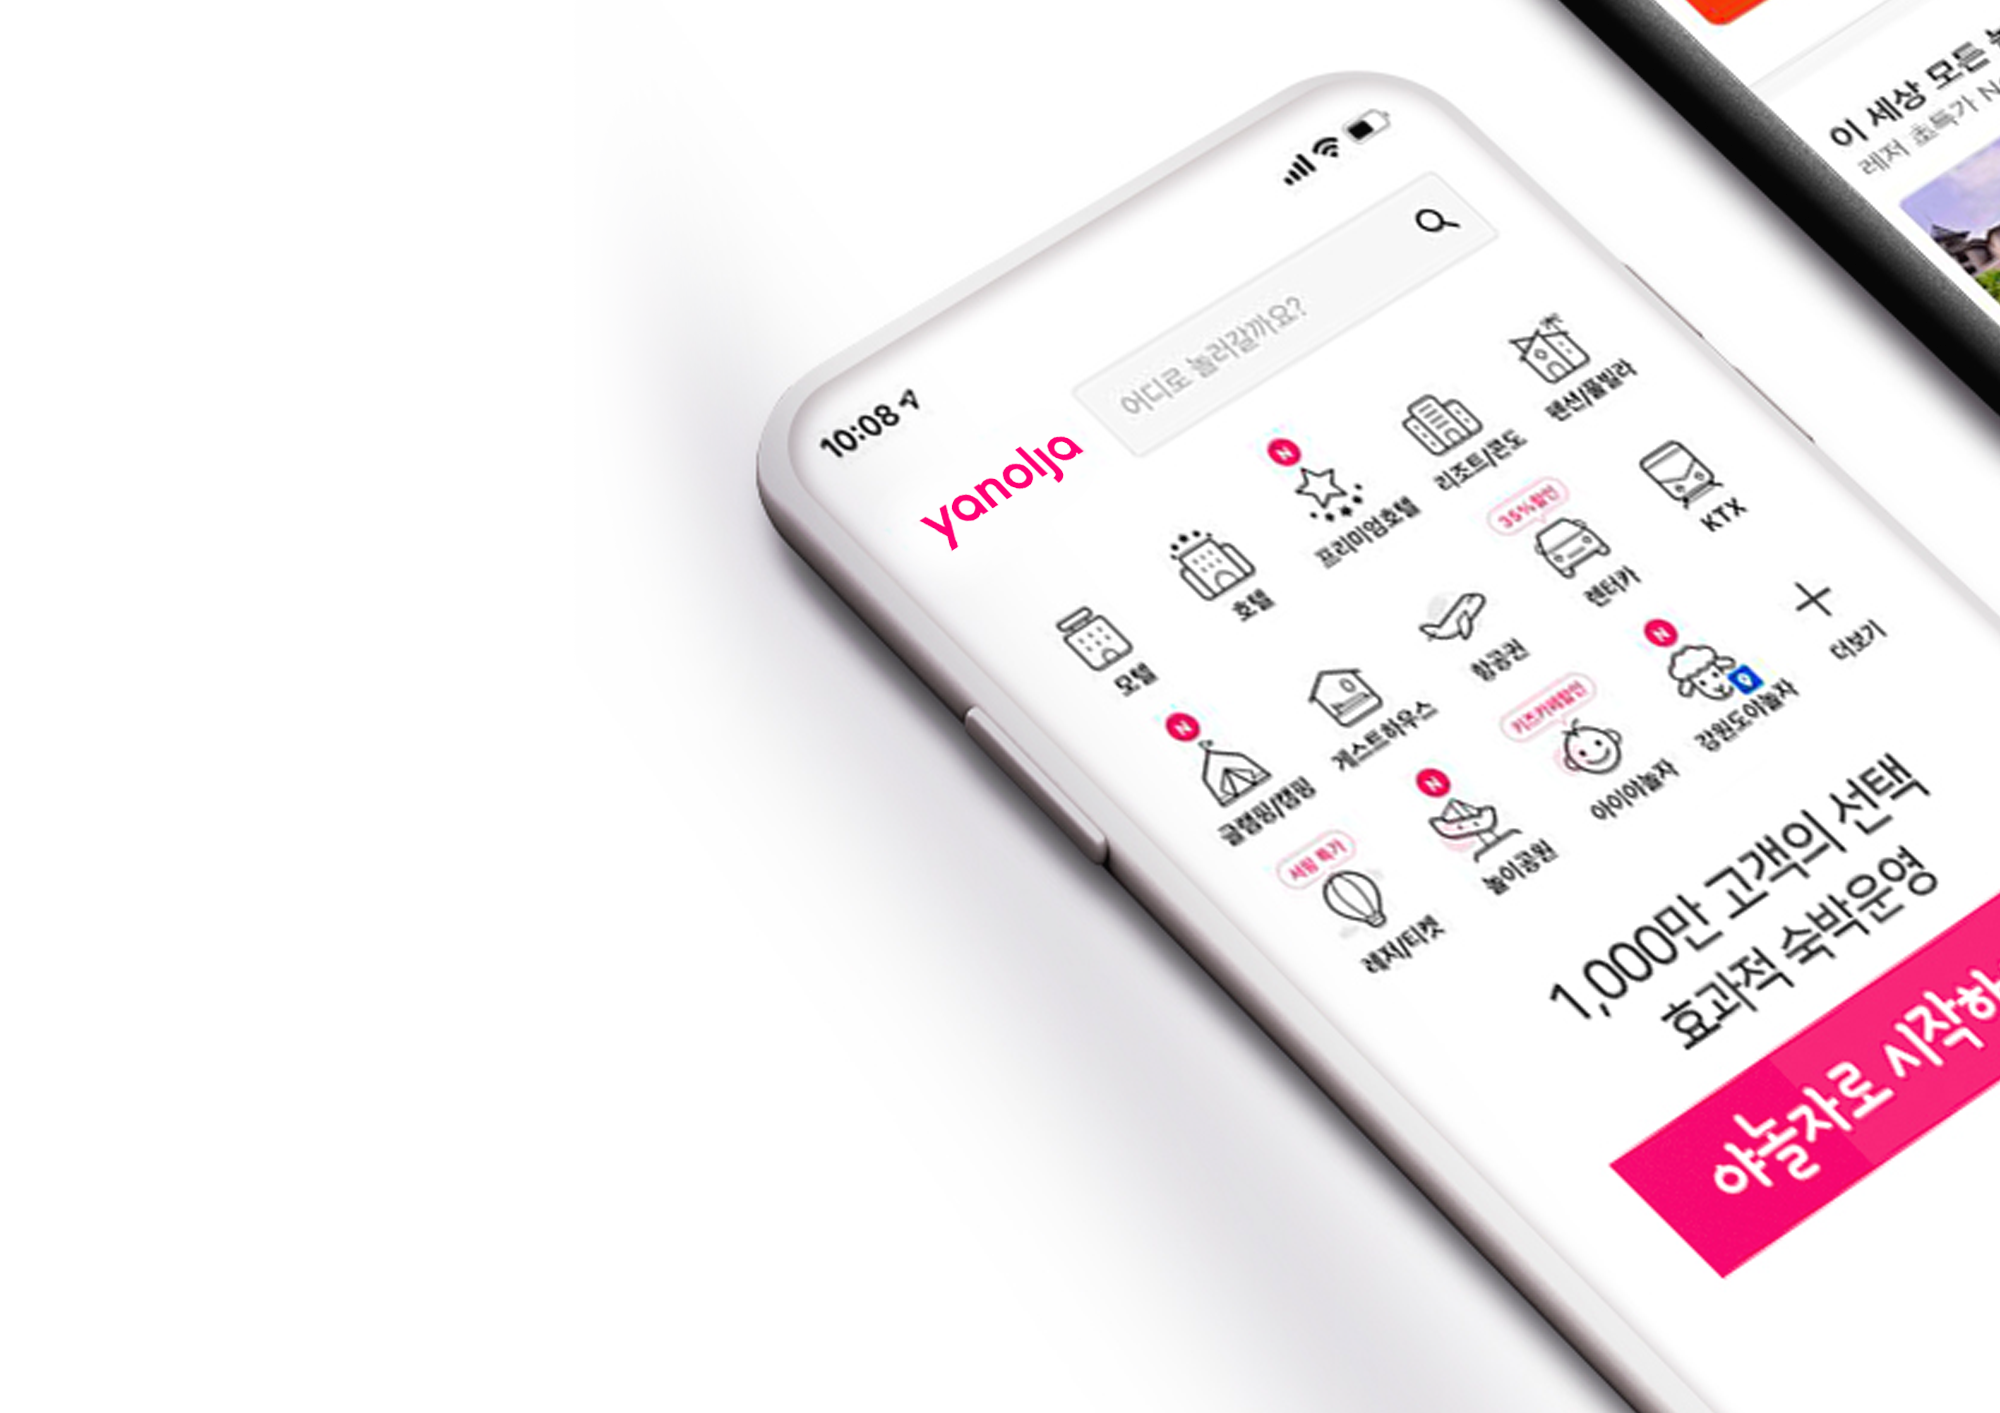 10:08
yanolja
어디로 놀러갈까요?
모텔
호텔
N
프리미엄호텔
리조트/콘도
펜션/풀빌라
N
글램핑/캠핑
게스트하우스
항공권
35%할인
렌터카
KTX
서핑 특가
레저/티켓
N
놀이공원
키즈카페할인
아이야놀자
N
강원도야놀자
더보기
1,000만 고객의 선택
효과적 숙박운영
야놀자로 시작하
이 세상 모든
레저 초특가 N